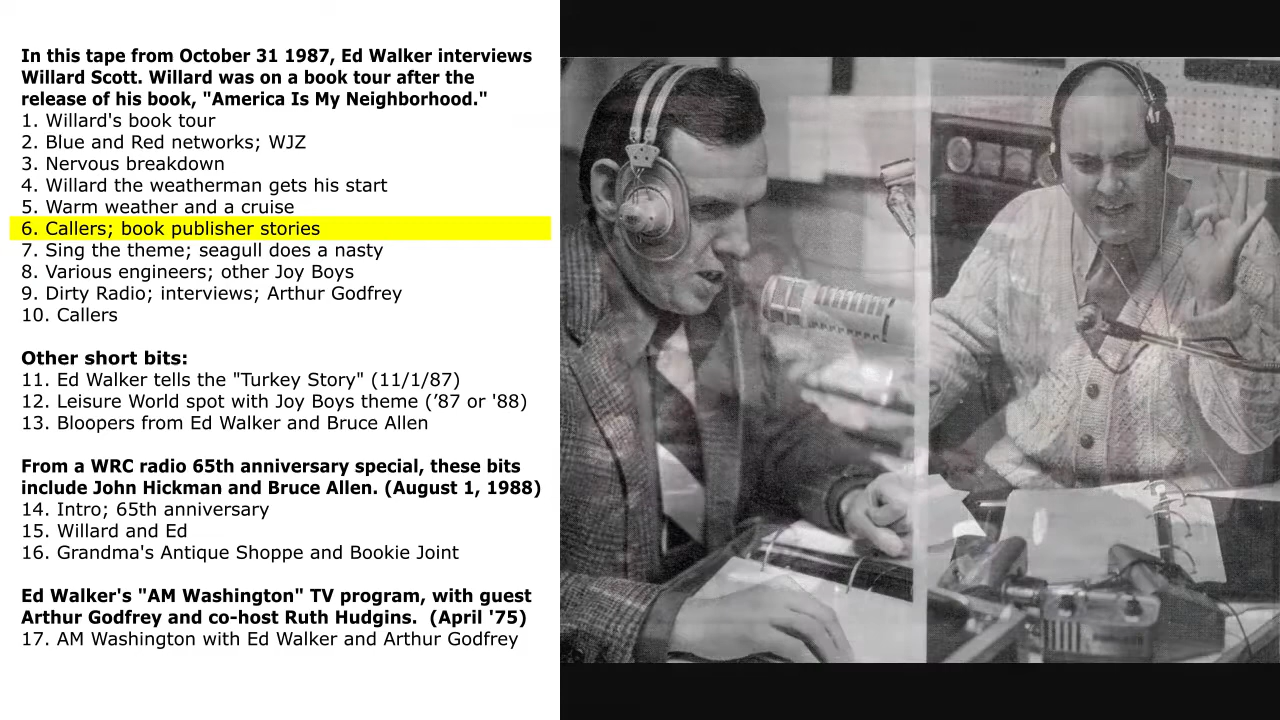 In this tape from October 31 1987, Ed Walker interviews
Willard Scott. Willard was on a book tour after the
release of his book, "America Is My Neighborhood."
1. Willard's book tour
2. Blue and Red networks; WJZ
3. Nervous breakdown
4. Willard the weatherman gets his start
5. Warm weather and a cruise
6. Callers; book publisher stories
7. Sing the theme; seagull does a nasty
8. Various engineers; other Joy Boys
9. Dirty Radio; interviews; Arthur Godfrey
10. Callers
Other short bits:
11. Ed Walker tells the "Turkey Story" (11/1/87)
12. Leisure World spot with Joy Boys theme (’87 or '88)
13. Bloopers from Ed Walker and Bruce Allen
From a WRC radio 65th anniversary special, these bits
include John Hickman and Bruce Allen. (August 1, 1988)
14. Intro; 65th anniversary
15. Willard and Ed
16. Grandma's Antique Shoppe and Bookie Joint
Ed Walker's "AM Washington" TV program, with guest
Arthur Godfrey and co-host Ruth Hudgins.  (April '75)
17. AM Washington with Ed Walker and Arthur Godfrey